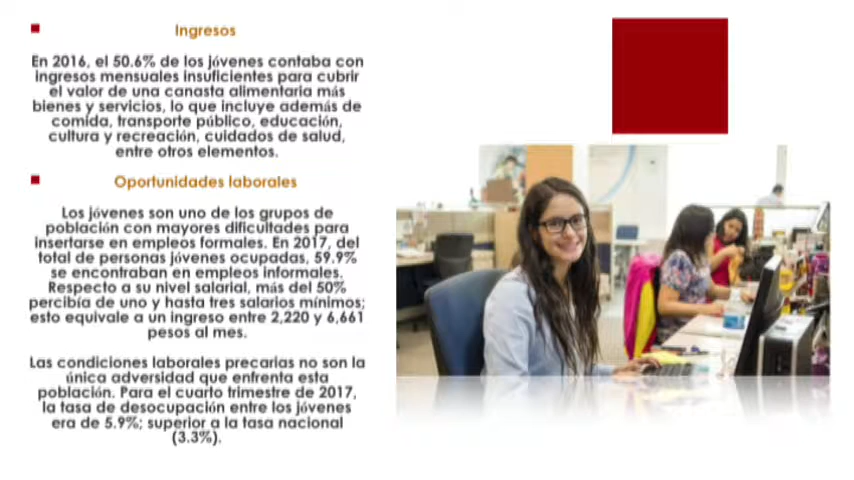 Ingresos
En 2016, el 50.6% de los jóvenes contaba con
ingresos mensuales insuficientes para cubrir
el valor de una canasta alimentaria más
bienes y servicios, lo que incluye además de
comida, transporte público, educación,
cultura y recreación, cuidados de salud,
entre otros elementos.
Oportunidades laborales
Los jóvenes son uno de los grupos de
población con mayores dificultades para
insertarse en empleos formales. En 2017, del
total de personas jóvenes ocupadas, 59.9%
se encontraban en empleos informales.
Respecto a su nivel salarial, más del 50%
percibía de uno y hasta tres salarios mínimos;
esto equivale a un ingreso entre 2,220 y 6,661
pesos al mes.
Las condiciones laborales precarias no son la
única adversidad que enfrenta esta
población. Para el cuarto trimestre de 2017,
la tasa de desocupación entre los jóvenes
era de 5.9%; superior a la tasa nacional
(3.3%).